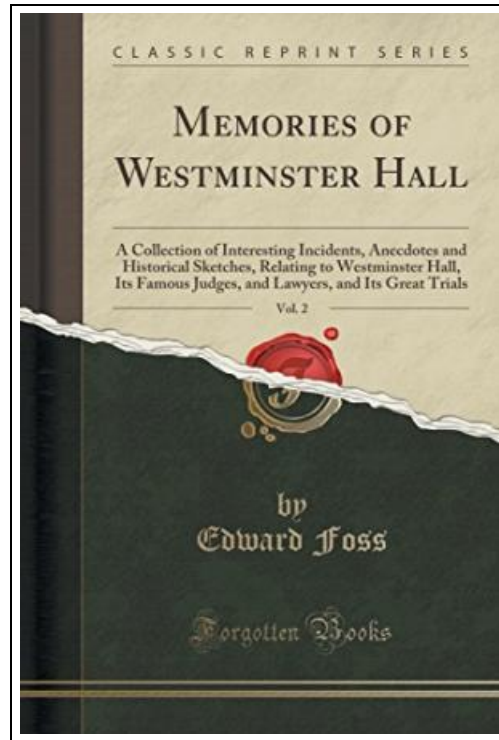 CLASSIC REPRINT SERIES
MEMORIES OF
WESTMINSTER HALL
A Collection of Interesting Incidents, Anecdotes and
Historical Sketches, Relating to Westminster Hall,
Its Famous Judges, and Lawyers, and Its Great Trials
Vol. 2
by
Edward Foss
Forgotten Books